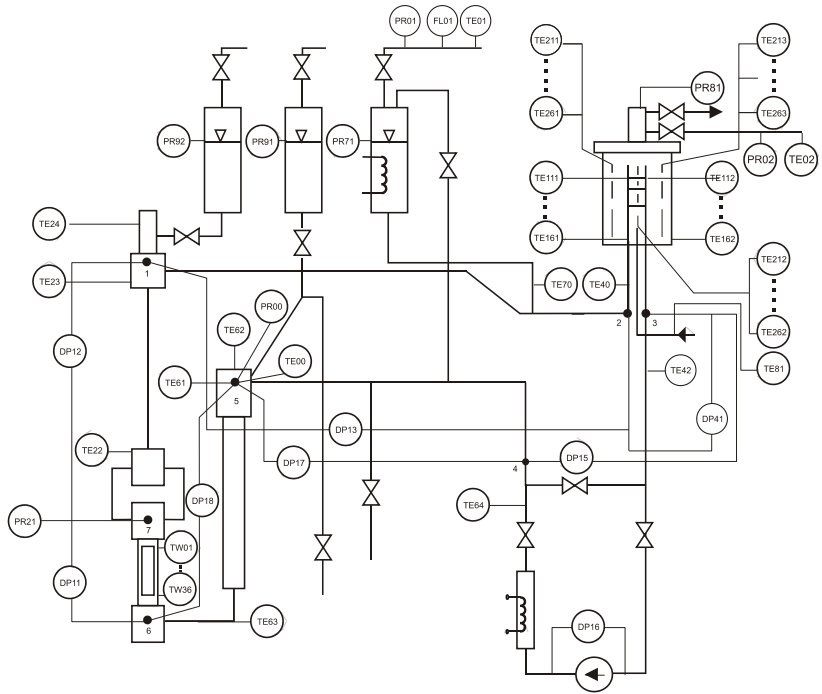 PR01 FL01 TE01
TE211 TE213
PR81
TE261 TE263
PR92 PR91 PR71
PR02 TE02
TE111 TE112
TE24
TE161 TE162
TE212
TE23 1
TE70 TE40
PR00
2 3
TE62 TE262
DP12
TE00 TE81
TE61 TE42
5
DP41
DP13
TE22
DP15
DP17 4
DP18
TE64
PR21 7
TW01
DP11 TW36
TE63
6 DP16